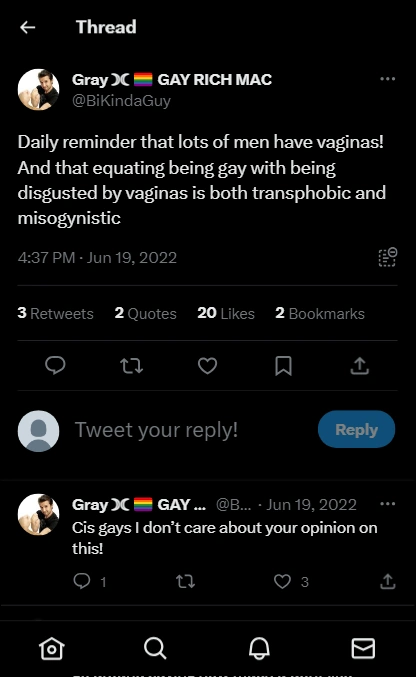 Thread
Gray GAY RICH MAC
@BiKindaGuy
Daily reminder that lots of men have vaginas!
And that equating being gay with being
disgusted by vaginas is both transphobic and
misogynistic
4:37 PM · Jun 19, 2022
3 Retweets 2 Quotes 20 Likes 2 Bookmarks
Tweet your reply!
Reply
Gray GAY ... @B... · Jun 19, 2022
Cis gays I don’t care about your opinion on
this!
1 3